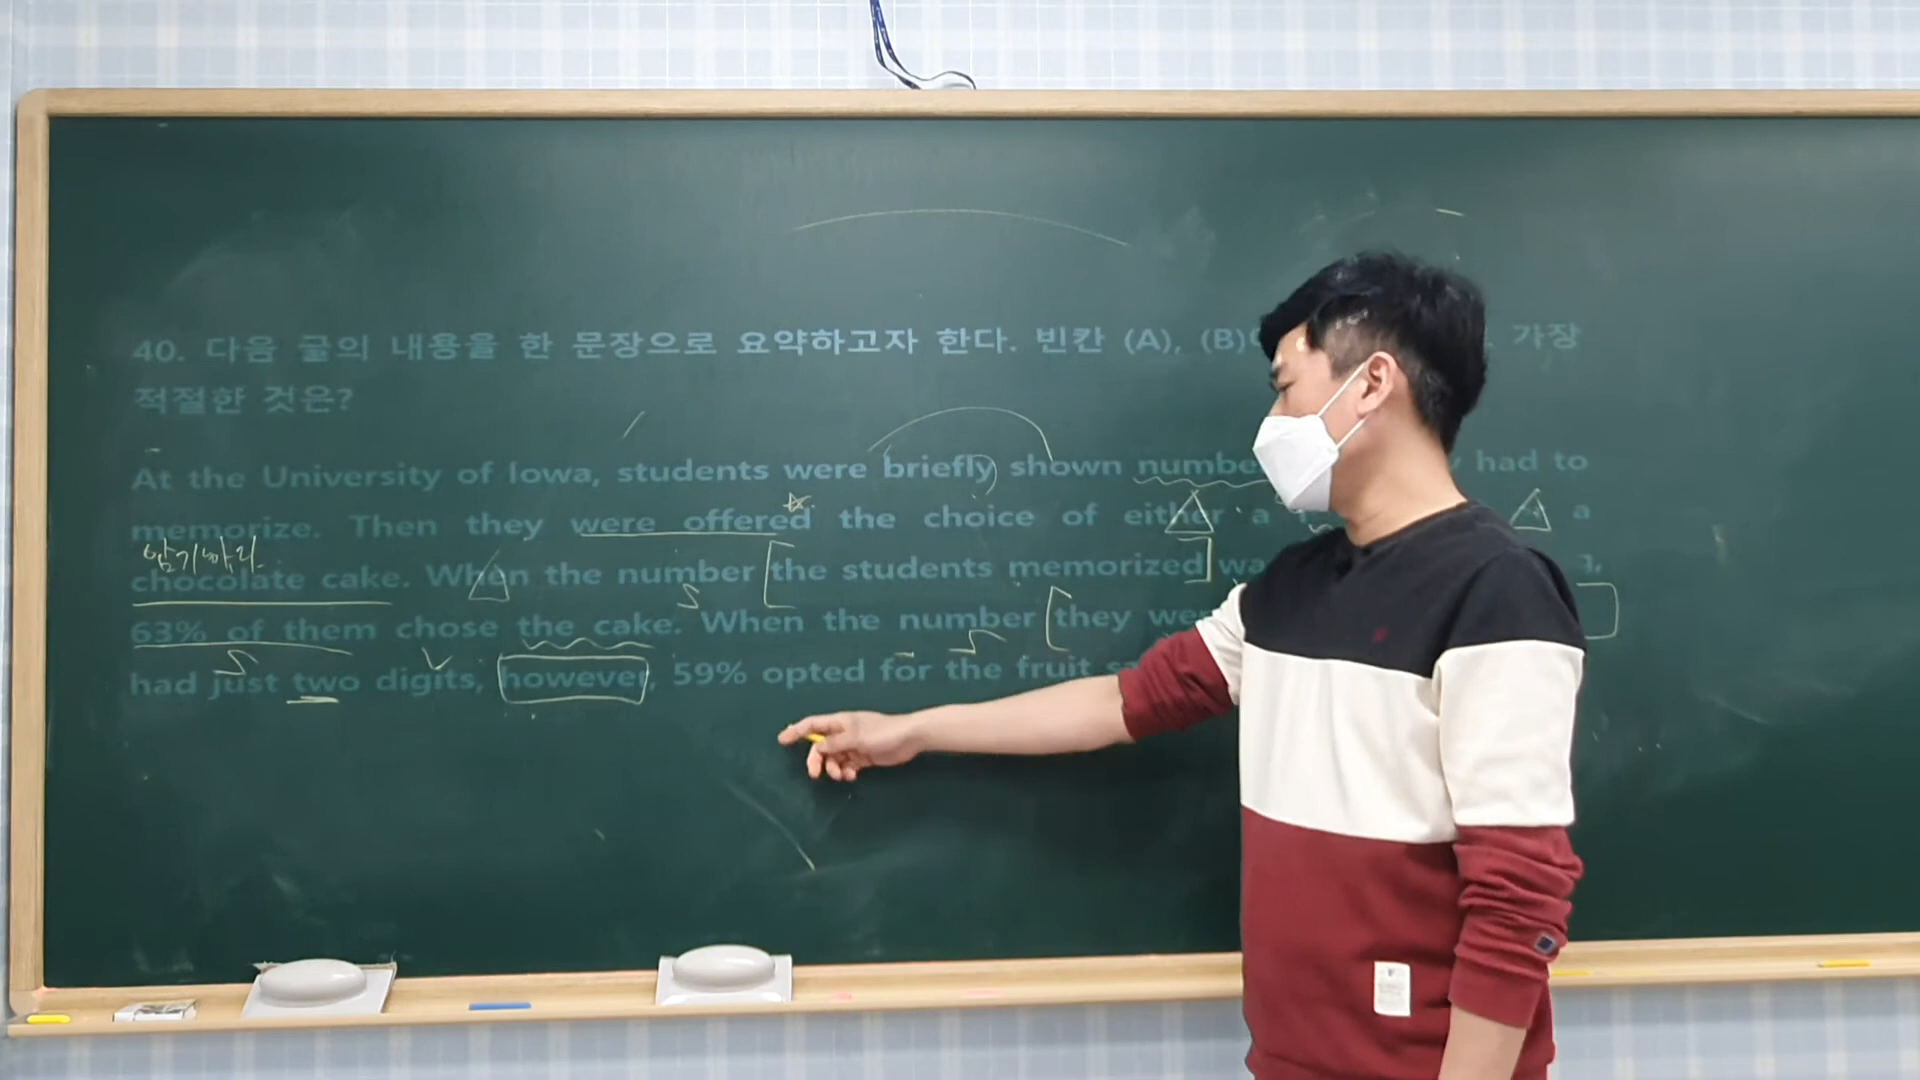 40. 다음 글의 내용을 한 문장으로 요약하고자 한다. 빈칸 (A), (B) 가장
적절한 것은?
At the University of Iowa, students were briefly shown numbe had to
memorize. Then they were offered the choice of either a a
암기하다.
chocolate cake. When the number the students memorized wa
63% of them chose the cake. When the number they wer
had just two digits, however, 59% opted for the fruit sa